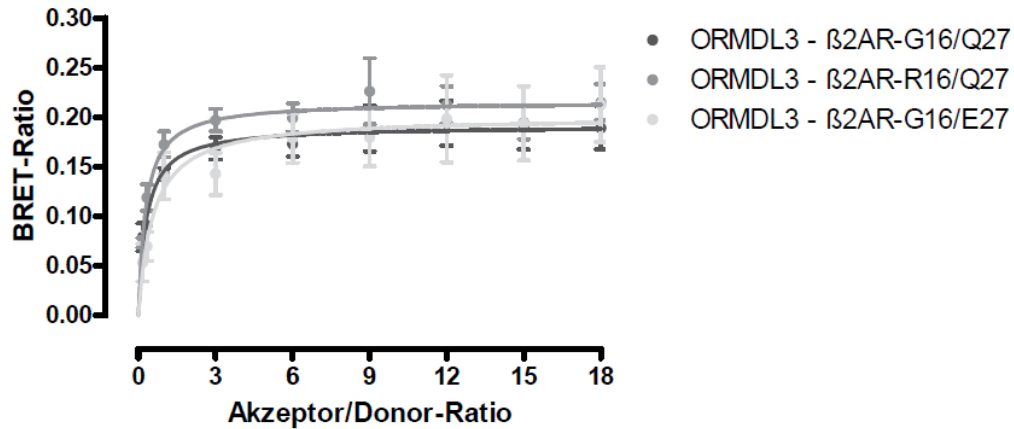 0.30
0.25
0.20
0.15
0.10
0.05
0.00
BRET-Ratio
0 3 6 9 12 15 18
Akzeptor/Donor-Ratio
ORMDL3 - ß2AR-G16/Q27
ORMDL3 - ß2AR-R16/Q27
ORMDL3 - ß2AR-G16/E27